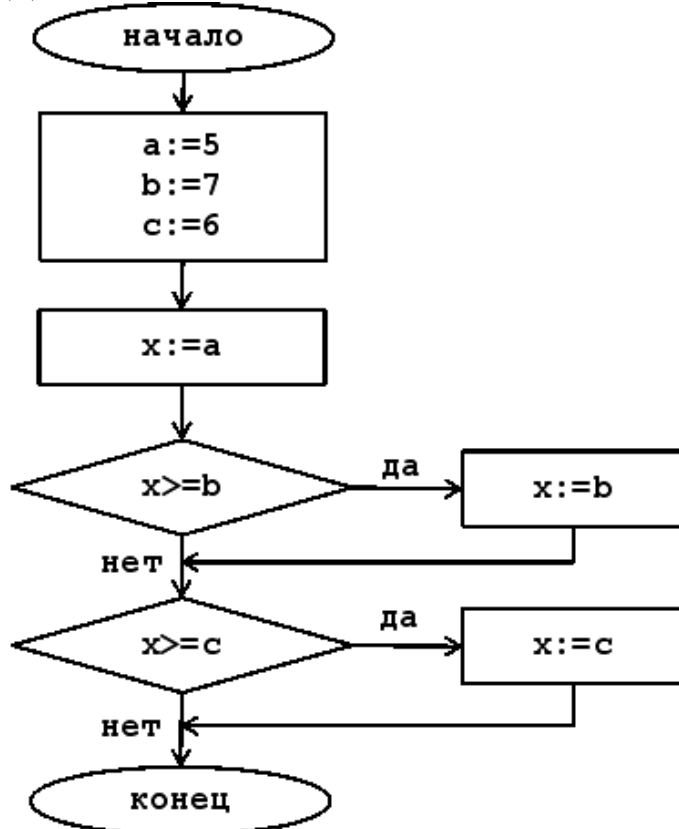 начало
a:=5
b:=7
c:=6
x:=a
x>=b
да
x:=b
нет
x>=c
да
x:=c
нет
конец